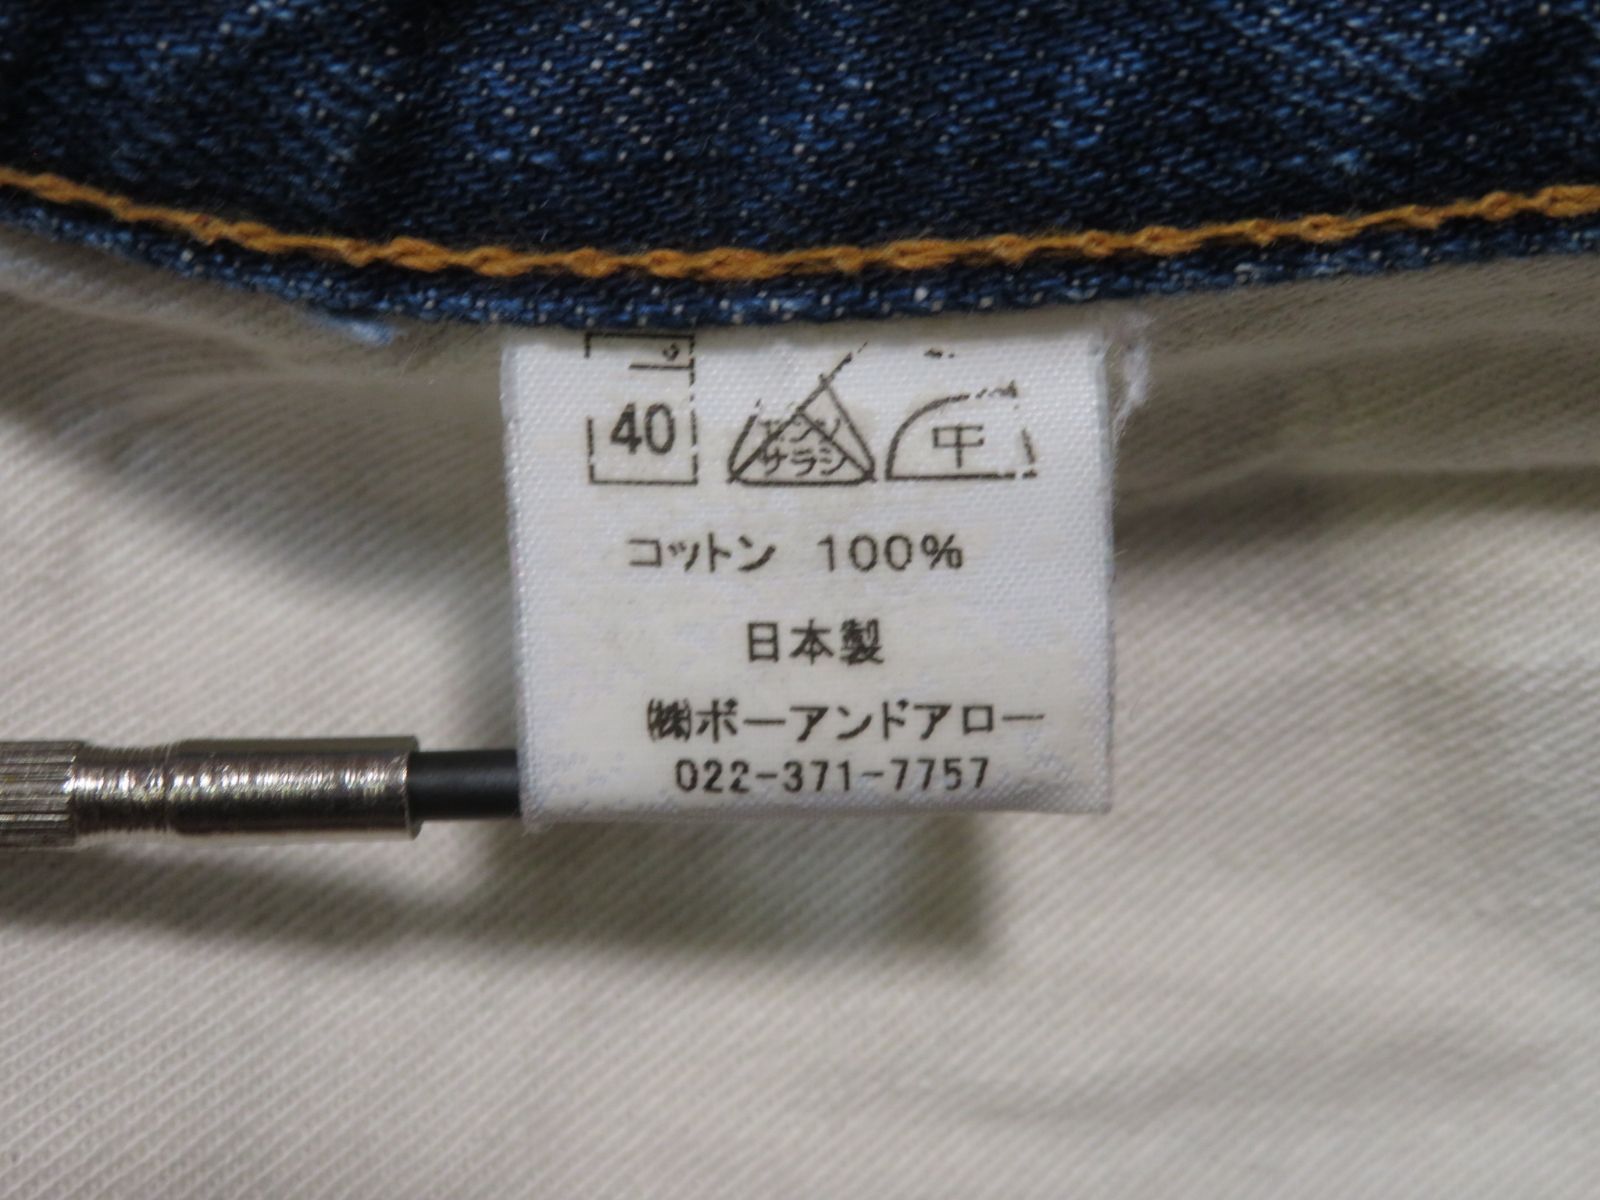 40 エンソ 中
サラシ
コットン 100%
日本製
㈱ボーアンドアロー
022-371-7757